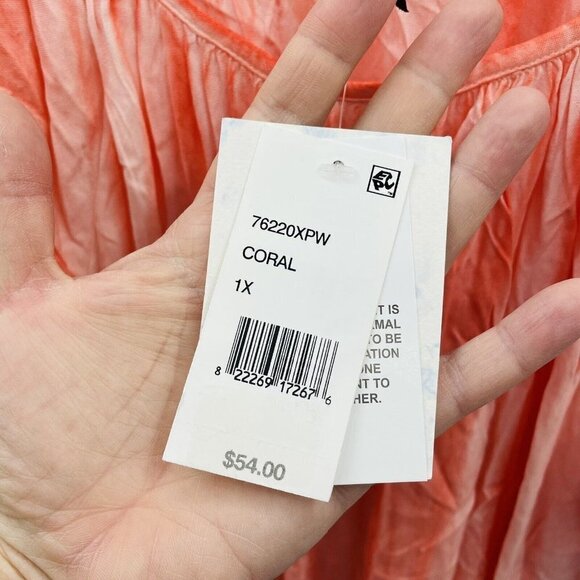 76220XPW
CORAL
1X
8 22269 17267 6
$54.00
T IS
RMAL
TO BE
ATION
ONE
NT TO
HER.